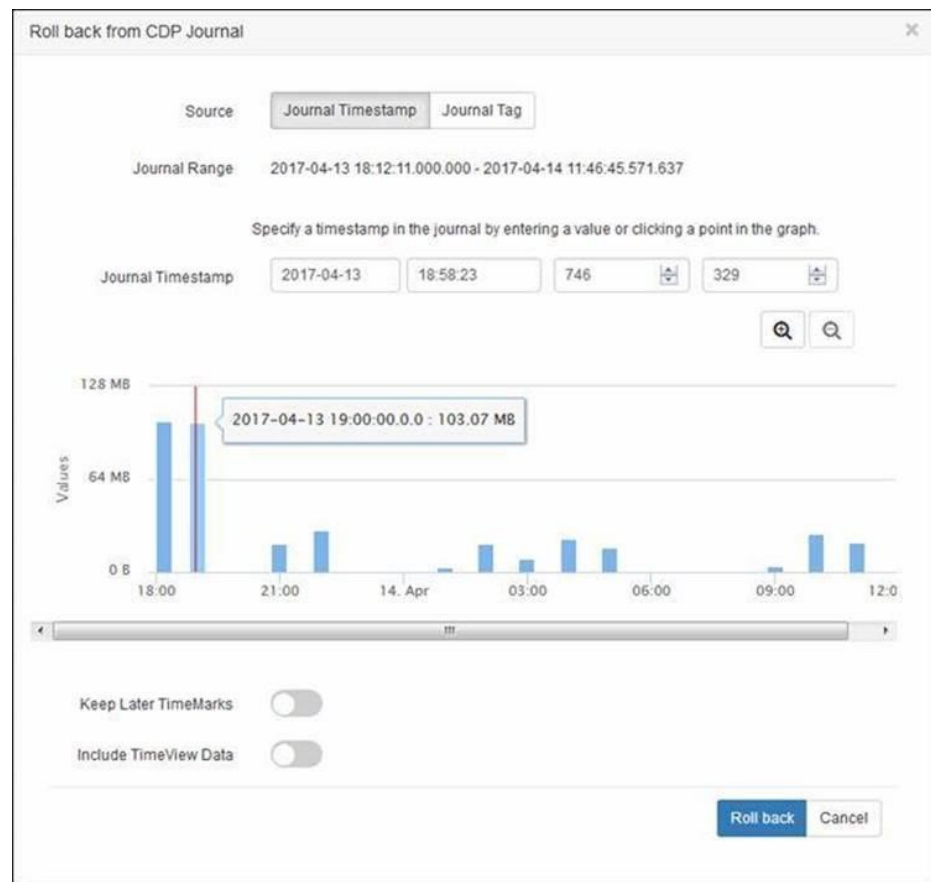 Roll back from CDP Journal ×
Source Journal Timestamp Journal Tag
Journal Range 2017-04-13 18:12:11.000.000 - 2017-04-14 11:46:45.571.637
Specify a timestamp in the journal by entering a value or clicking a point in the graph.
Journal Timestamp 2017-04-13 18:58:23 746 329
128 MB
2017-04-13 19:00:00.0.0 : 103.07 MB
Values
64 MB
0 B
18:00 21:00 14. Apr 03:00 06:00 09:00 12:0
Keep Later TimeMarks
Include TimeView Data
Roll back Cancel